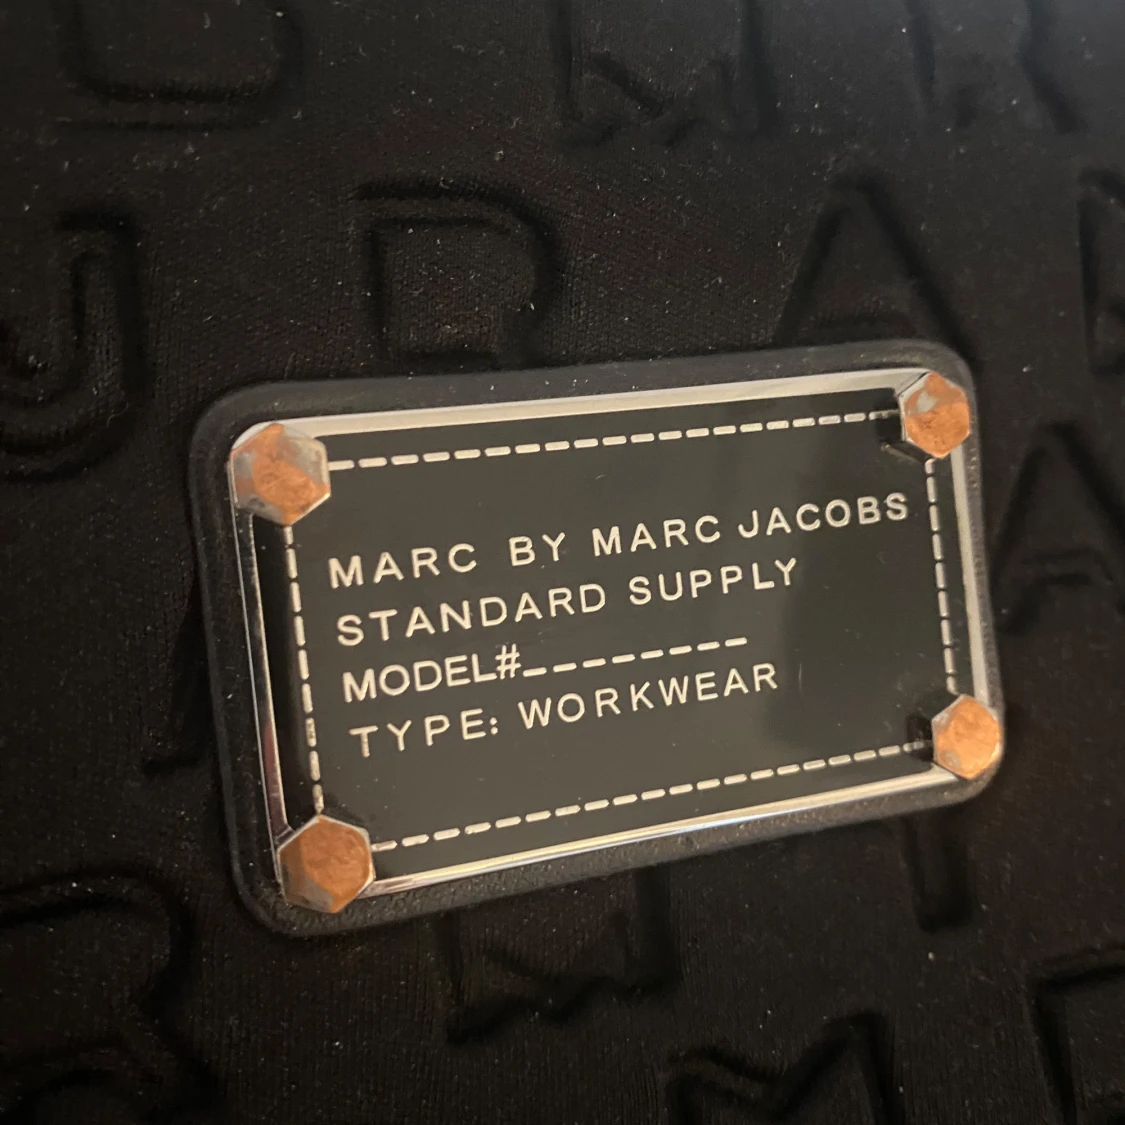 MARC BY MARC JACOBS
STANDARD SUPPLY
MODEL#_________
TYPE: WORKWEAR